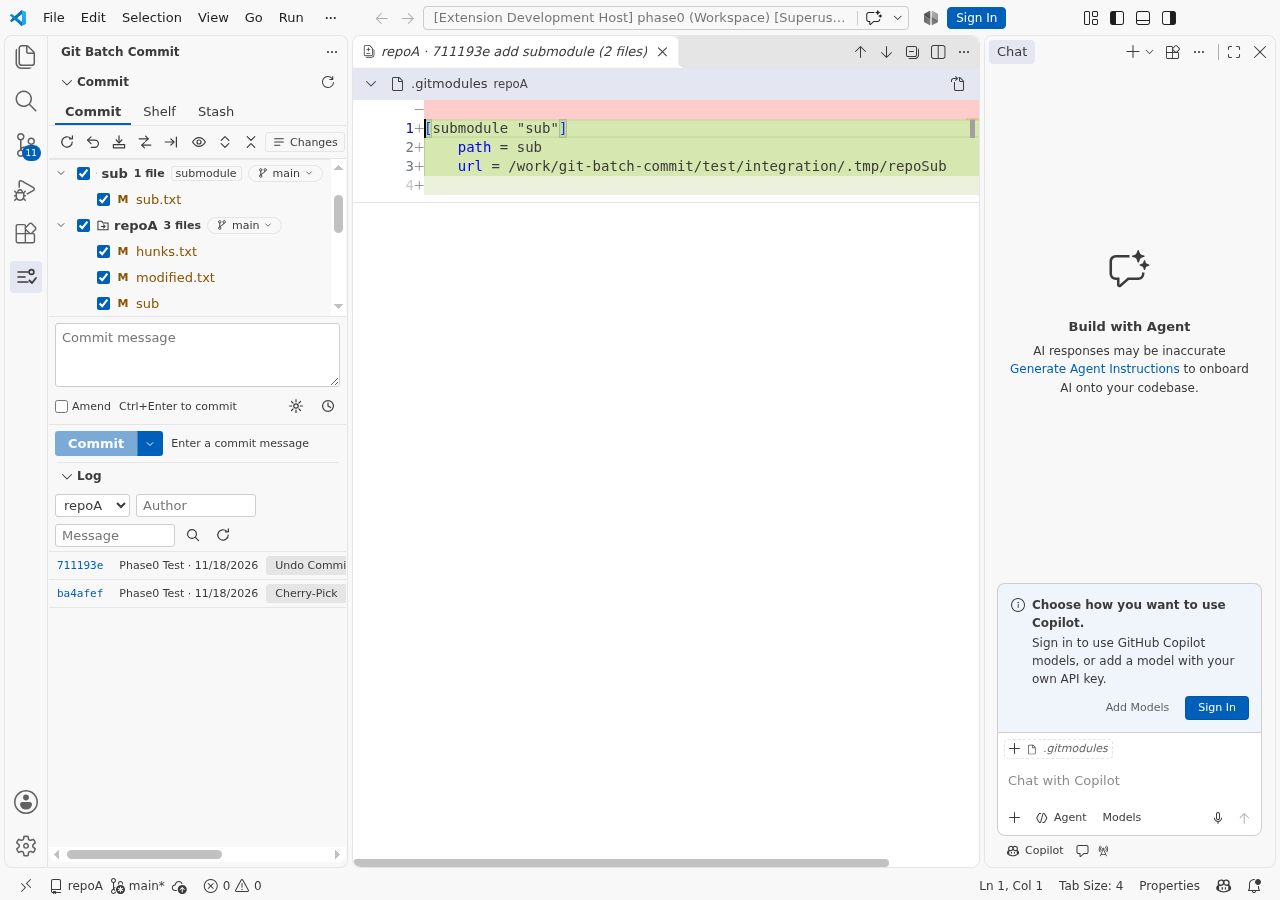 File Edit Selection View Go Run ···
[Extension Development Host] phase0 (Workspace) [Superus...
Sign In
Git Batch Commit
Commit
Commit Shelf Stash
Changes
sub 1 file submodule main
M sub.txt
repoA 3 files main
M hunks.txt
M modified.txt
M sub
Commit message
Amend Ctrl+Enter to commit
Commit Enter a commit message
Log
repoA Author
Message
711193e Phase0 Test · 11/18/2026 Undo Commi
ba4afef Phase0 Test · 11/18/2026 Cherry-Pick
11
repoA · 711193e add submodule (2 files)
.gitmodules repoA
1+ [submodule "sub"]
2+ path = sub
3+ url = /work/git-batch-commit/test/integration/.tmp/repoSub
4+
Chat
Build with Agent
AI responses may be inaccurate
Generate Agent Instructions to onboard
AI onto your codebase.
Choose how you want to use
Copilot.
Sign in to use GitHub Copilot
models, or add a model with your
own API key.
Add Models Sign In
.gitmodules
Chat with Copilot
Agent Models
Copilot
repoA main* 0 0
Ln 1, Col 1 Tab Size: 4 Properties